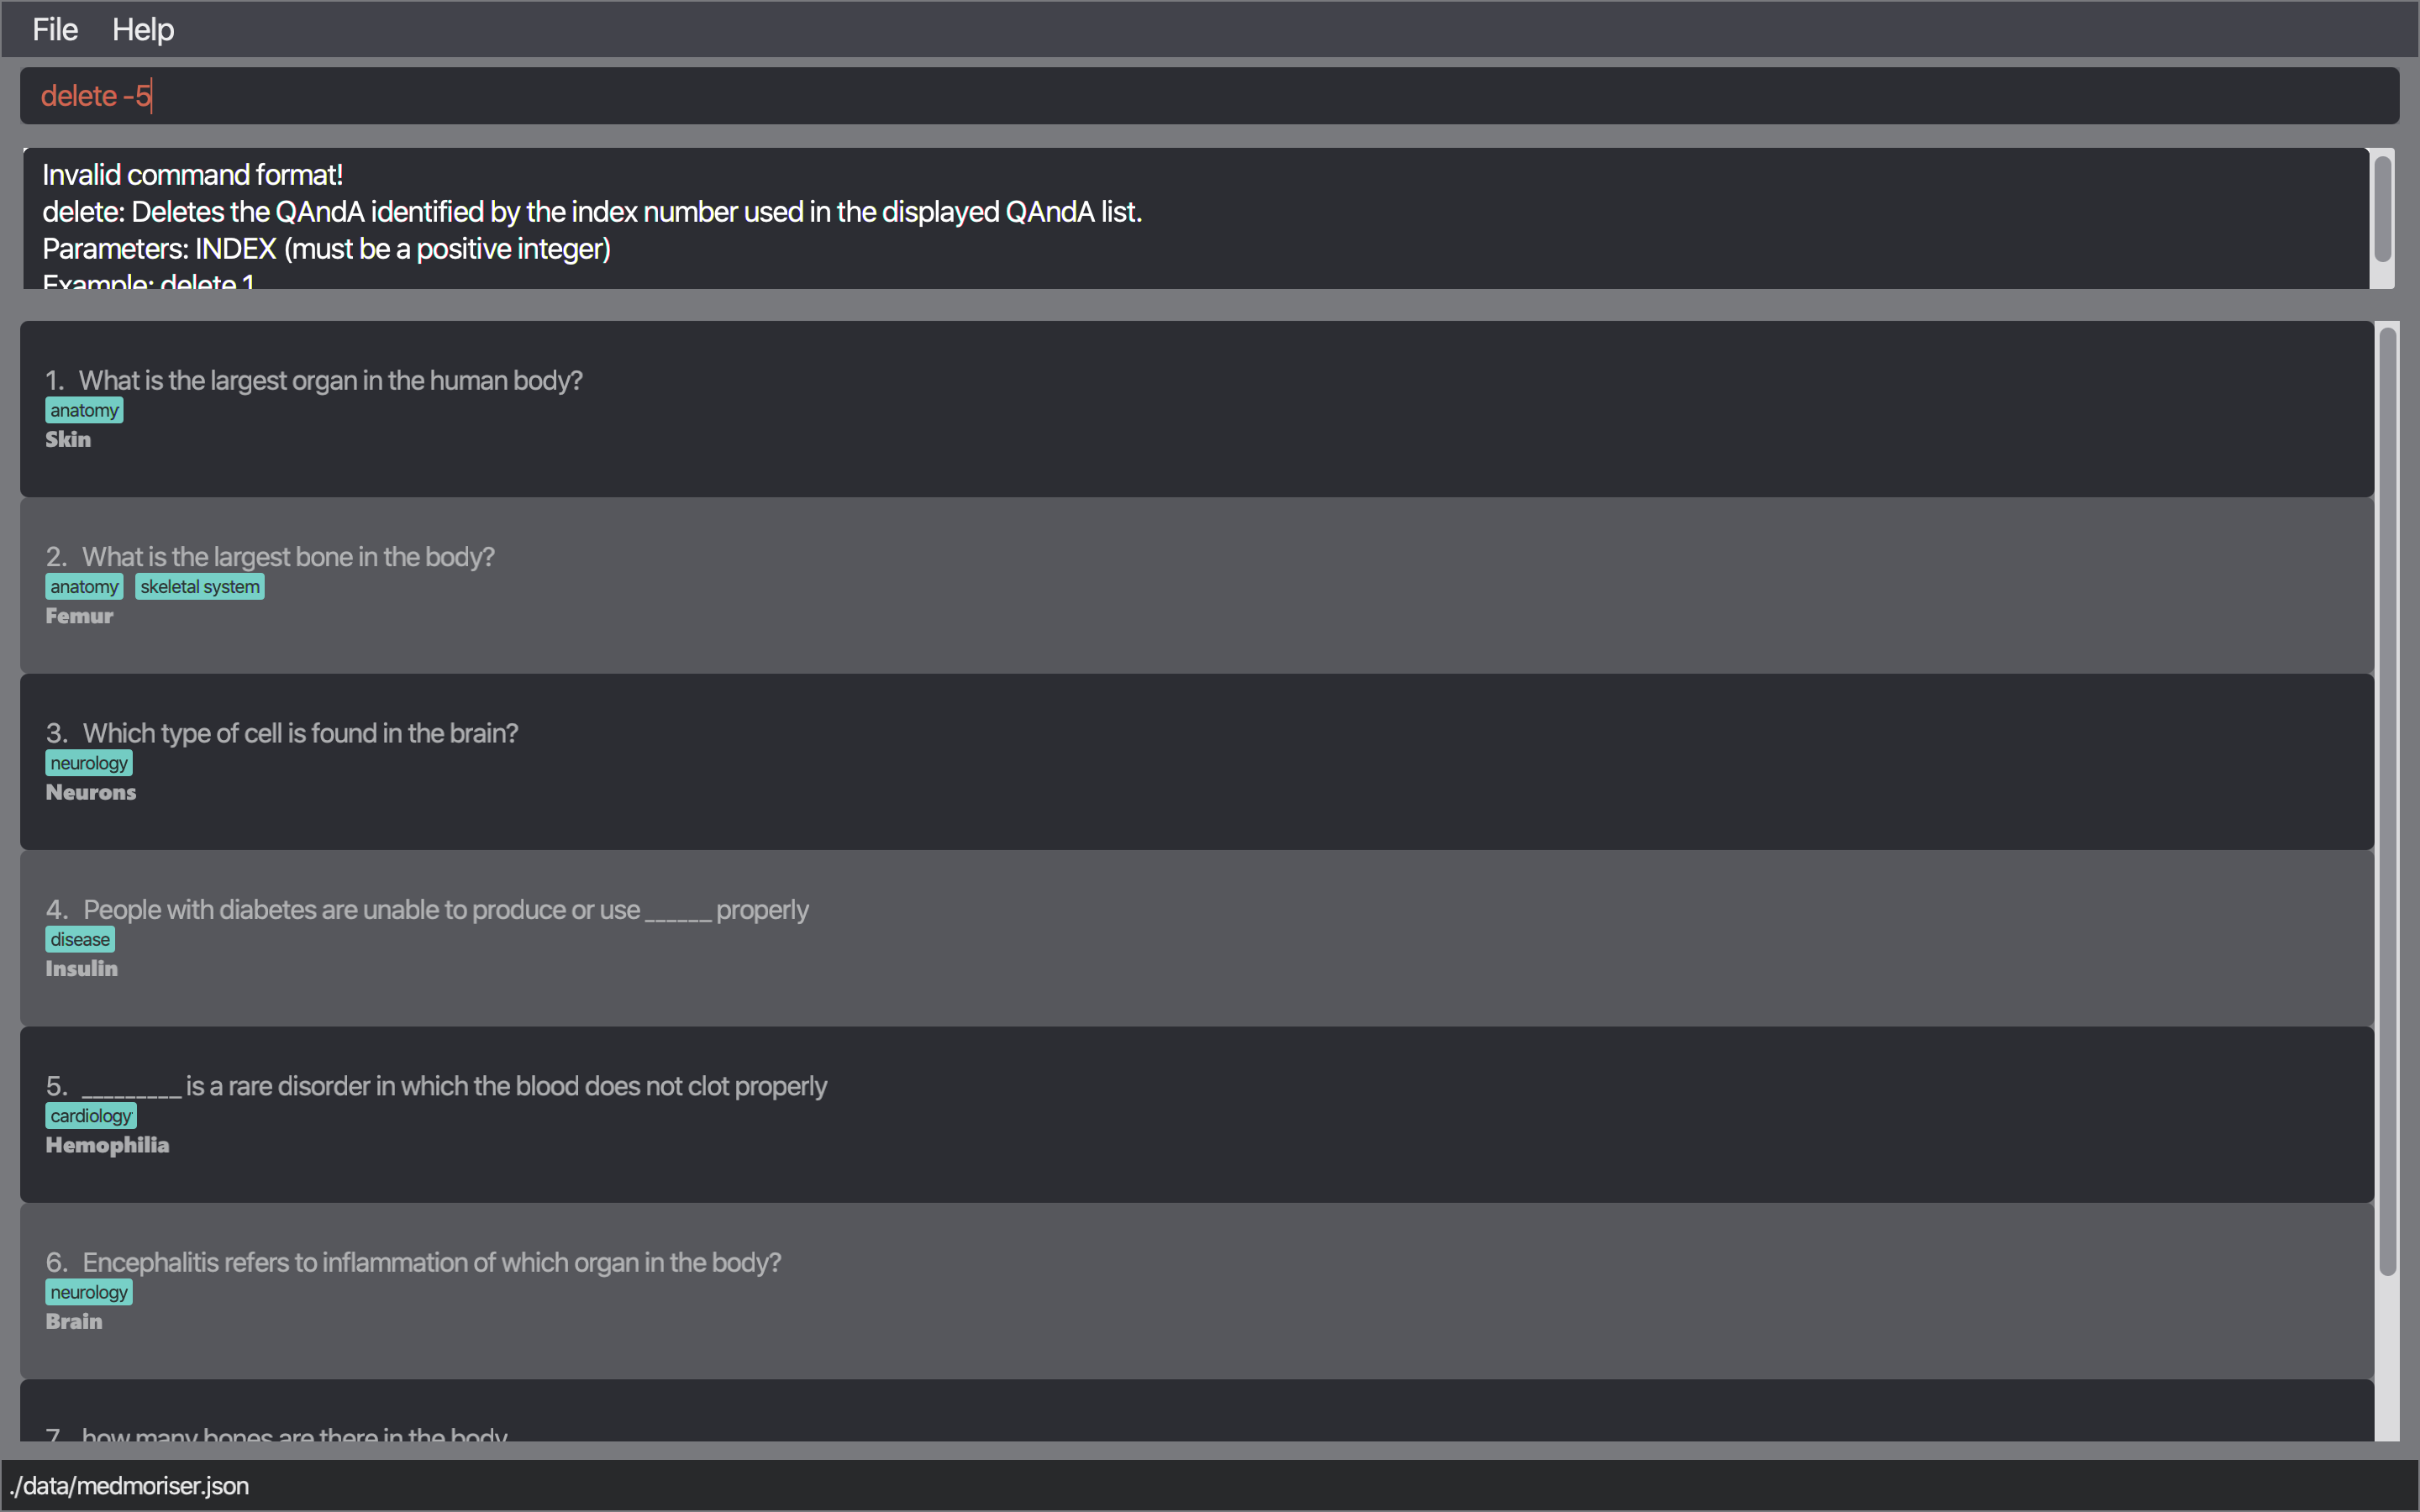 File Help
delete -5
Invalid command format!
delete: Deletes the QAndA identified by the index number used in the displayed QAndA list.
Parameters: INDEX (must be a positive integer)
Example: delete 1
1. What is the largest organ in the human body?
anatomy
Skin
2. What is the largest bone in the body?
anatomy skeletal system
Femur
3. Which type of cell is found in the brain?
neurology
Neurons
4. People with diabetes are unable to produce or use ______ properly
disease
Insulin
5. _________ is a rare disorder in which the blood does not clot properly
cardiology
Hemophilia
6. Encephalitis refers to inflammation of which organ in the body?
neurology
Brain
7. how many bones are there in the body
./data/medmoriser.json